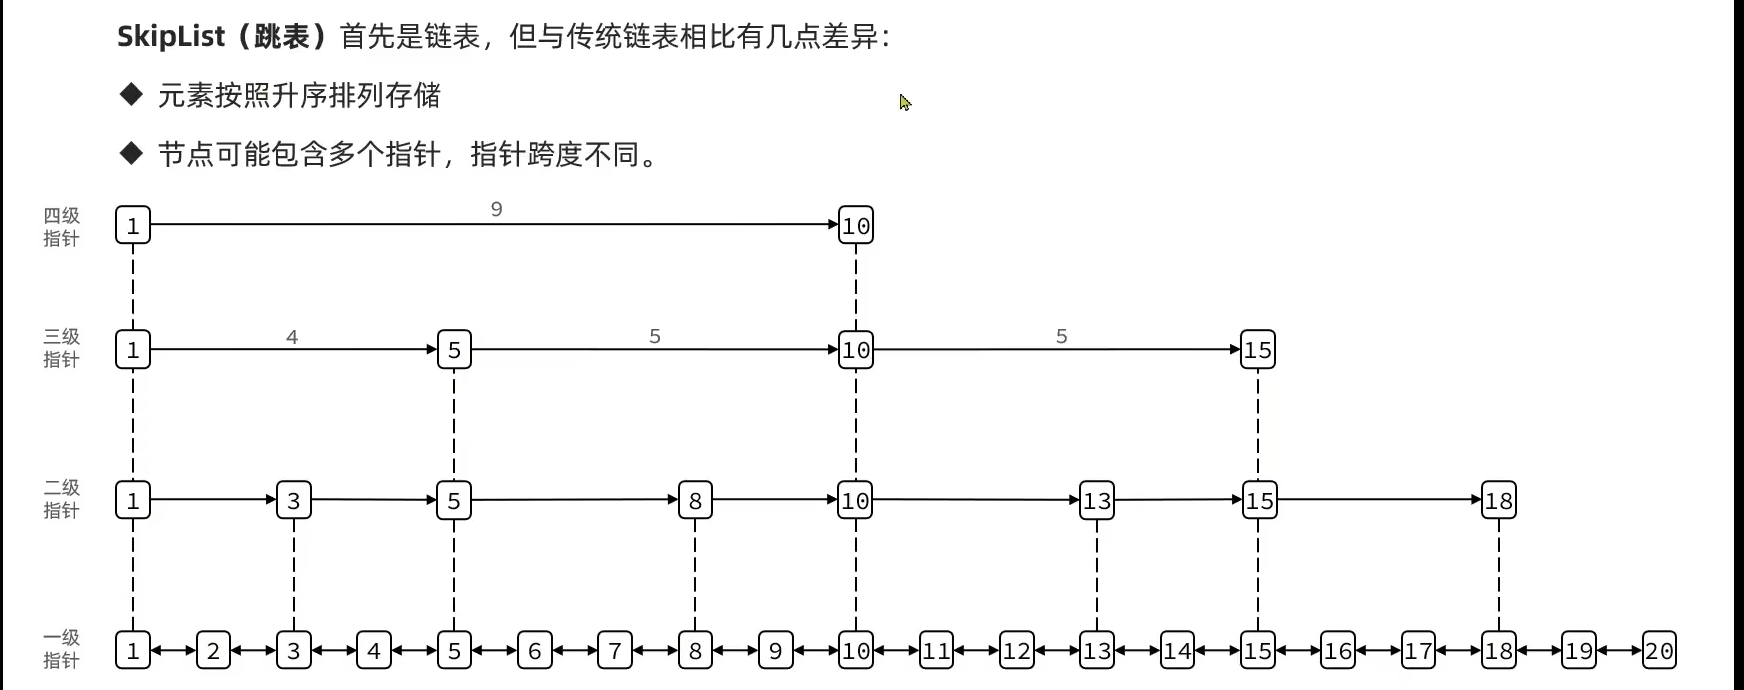 SkipList（跳表）首先是链表，但与传统链表相比有几点差异：
◆ 元素按照升序排列存储
◆ 节点可能包含多个指针，指针跨度不同。
四级
指针
1 9 10
三级
指针
1 4 5 5 10 5 15
二级
指针
1 3 5 8 10 13 15 18
一级
指针
1 2 3 4 5 6 7 8 9 10 11 12 13 14 15 16 17 18 19 20